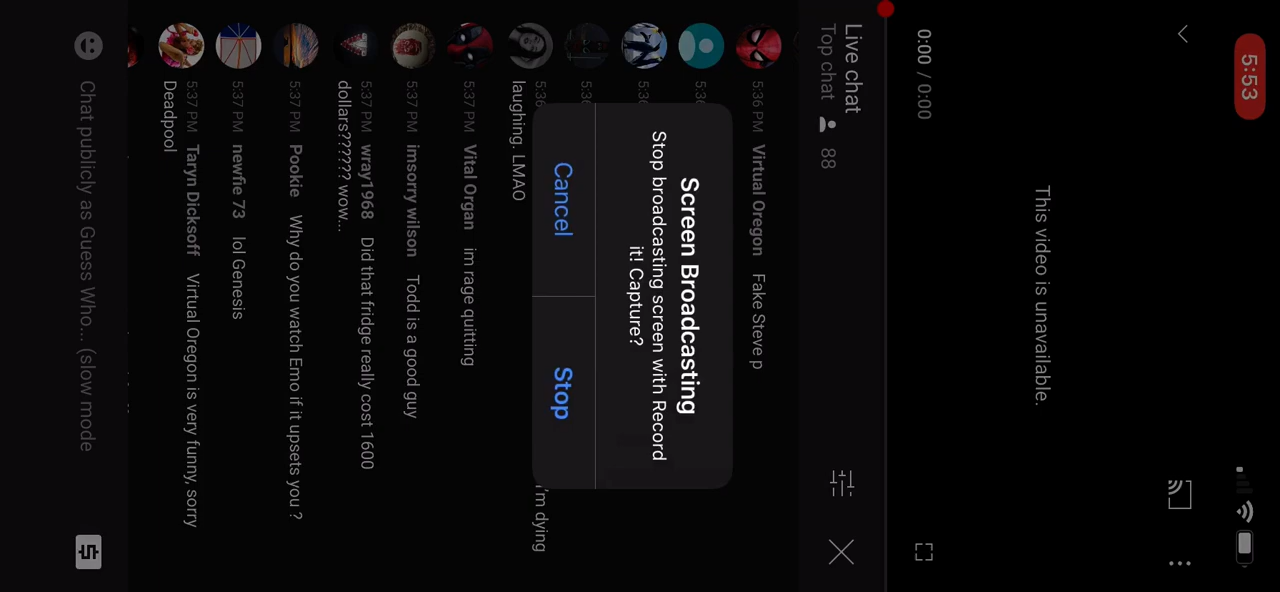 5:53
This video is unavailable.
0:00 / 0:00
Live chat
Top chat 88
5:36 PM Virtual Oregon Fake Steve p
Screen Broadcasting
Stop broadcasting screen with Record
it! Capture?
Cancel
Stop
5:36
I'm dying
laughing. LMAO
5:37 PM Vital Organ im rage quitting
5:37 PM imsorry wilson Todd is a good guy
5:37 PM wray1968 Did that fridge really cost 1600
dollars?????? wow...
5:37 PM Pookie Why do you watch Emo if it upsets you ?
5:37 PM newfie 73 lol Genesis
5:37 PM Taryn Dicksoff Virtual Oregon is very funny, sorry
Deadpool
Chat publicly as Guess Who... (slow mode